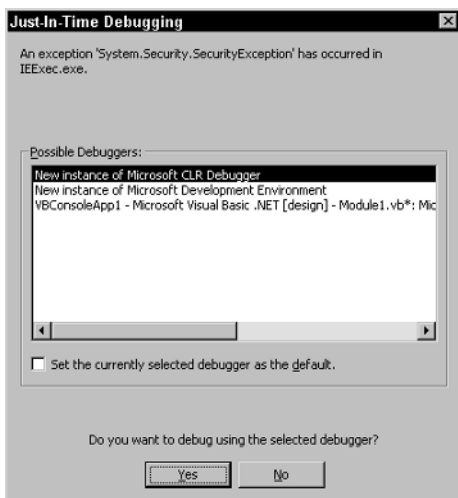 Just-In-Time Debugging
An exception 'System.Security.SecurityException' has occurred in
IEExec.exe.
Possible Debuggers:
New instance of Microsoft CLR Debugger
New instance of Microsoft Development Environment
VBConsoleApp1 - Microsoft Visual Basic .NET [design] - Module1.vb*: Mic
Set the currently selected debugger as the default.
Do you want to debug using the selected debugger?
Yes No